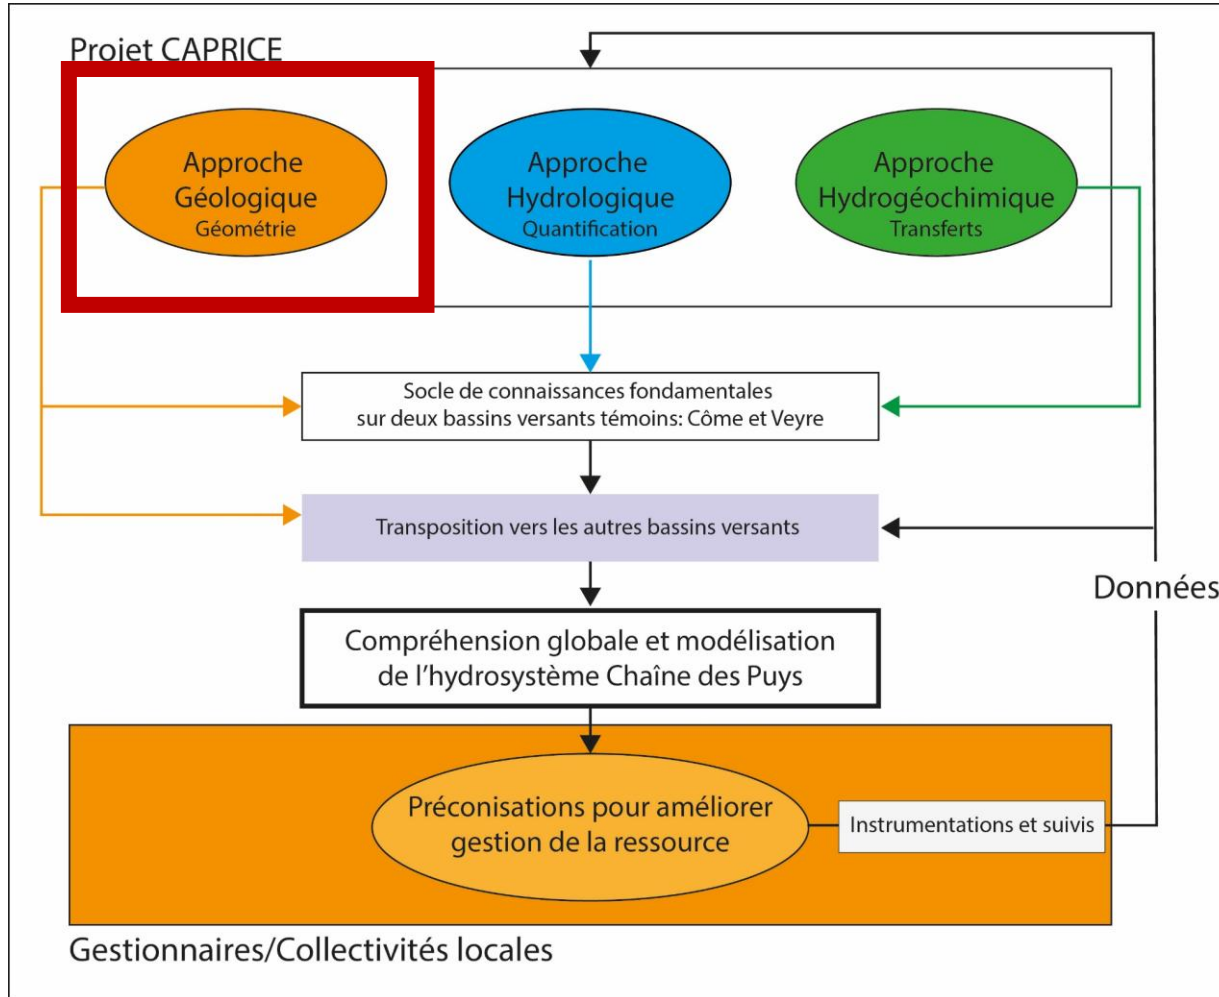 Projet CAPRICE
Approche
Géologique
Géométrie
Approche
Hydrologique
Quantification
Approche
Hydrogéochimique
Transferts
Socle de connaissances fondamentales
sur deux bassins versants témoins: Côme et Veyre
Transposition vers les autres bassins versants
Données
Compréhension globale et modélisation
de l'hydrosystème Chaîne des Puys
Préconisations pour améliorer
gestion de la ressource
Instrumentations et suivis
Gestionnaires/Collectivités locales